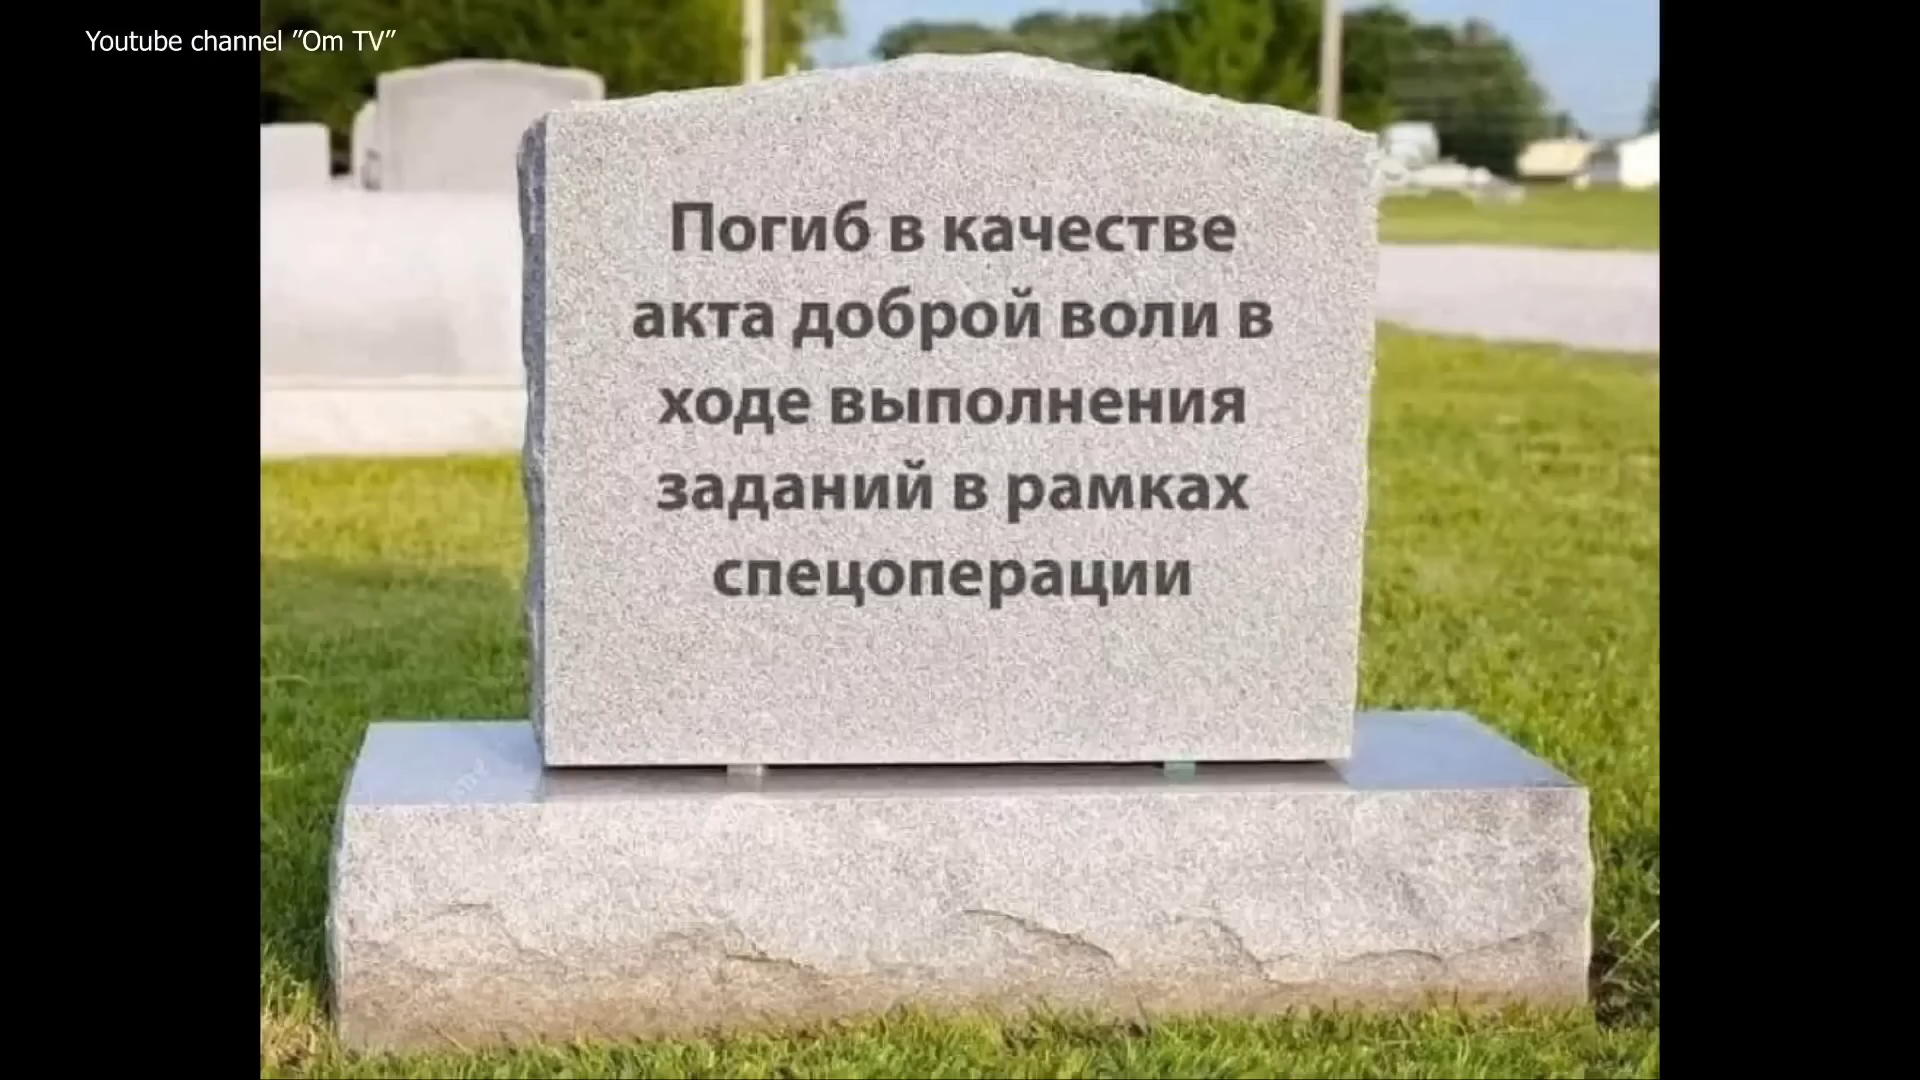 Youtube channel "Om TV"
Погиб в качестве
акта доброй воли в
ходе выполнения
заданий в рамках
спецоперации